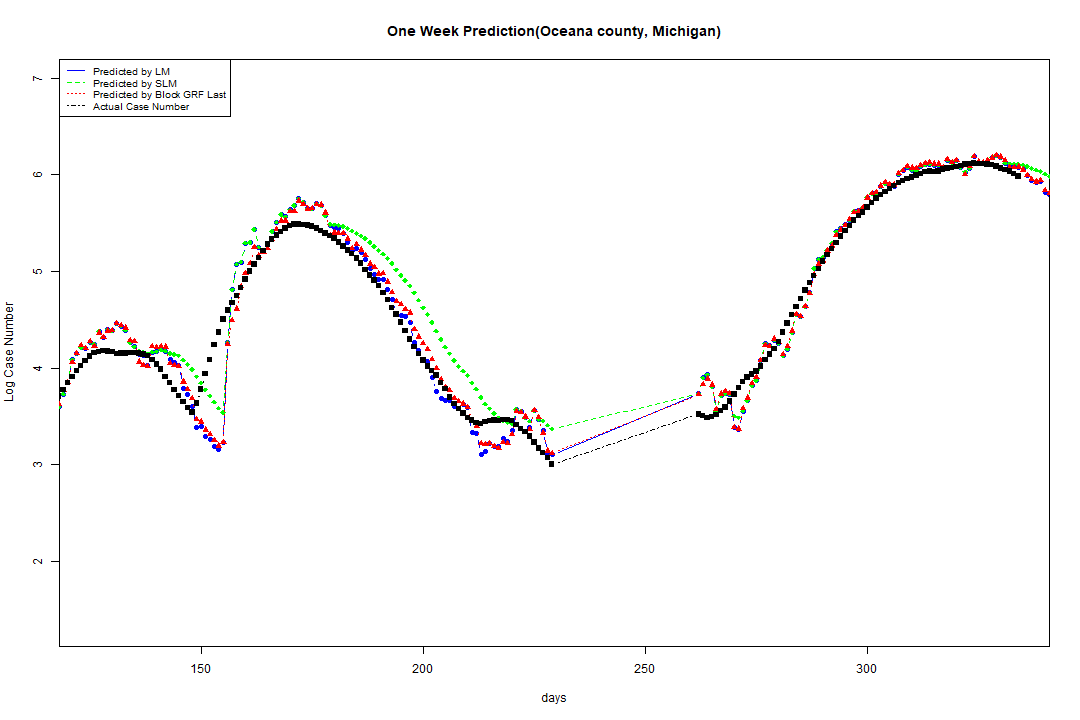 One Week Prediction(Oceana county, Michigan)
Predicted by LM
Predicted by SLM
Predicted by Block GRF Last
Actual Case Number
7
6
5
4
3
2
Log Case Number
150 200 250 300
days